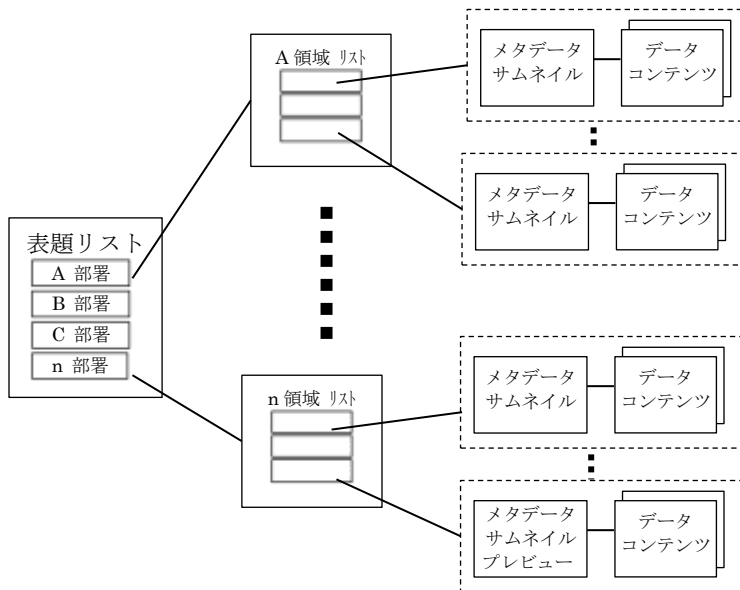 表題リスト
A 部署
B 部署
C 部署
n 部署
A 領域 リスト
メタデータ
サムネイル
データ
コンテンツ
メタデータ
サムネイル
データ
コンテンツ
n 領域 リスト
メタデータ
サムネイル
データ
コンテンツ
メタデータ
サムネイル
プレビュー
データ
コンテンツ